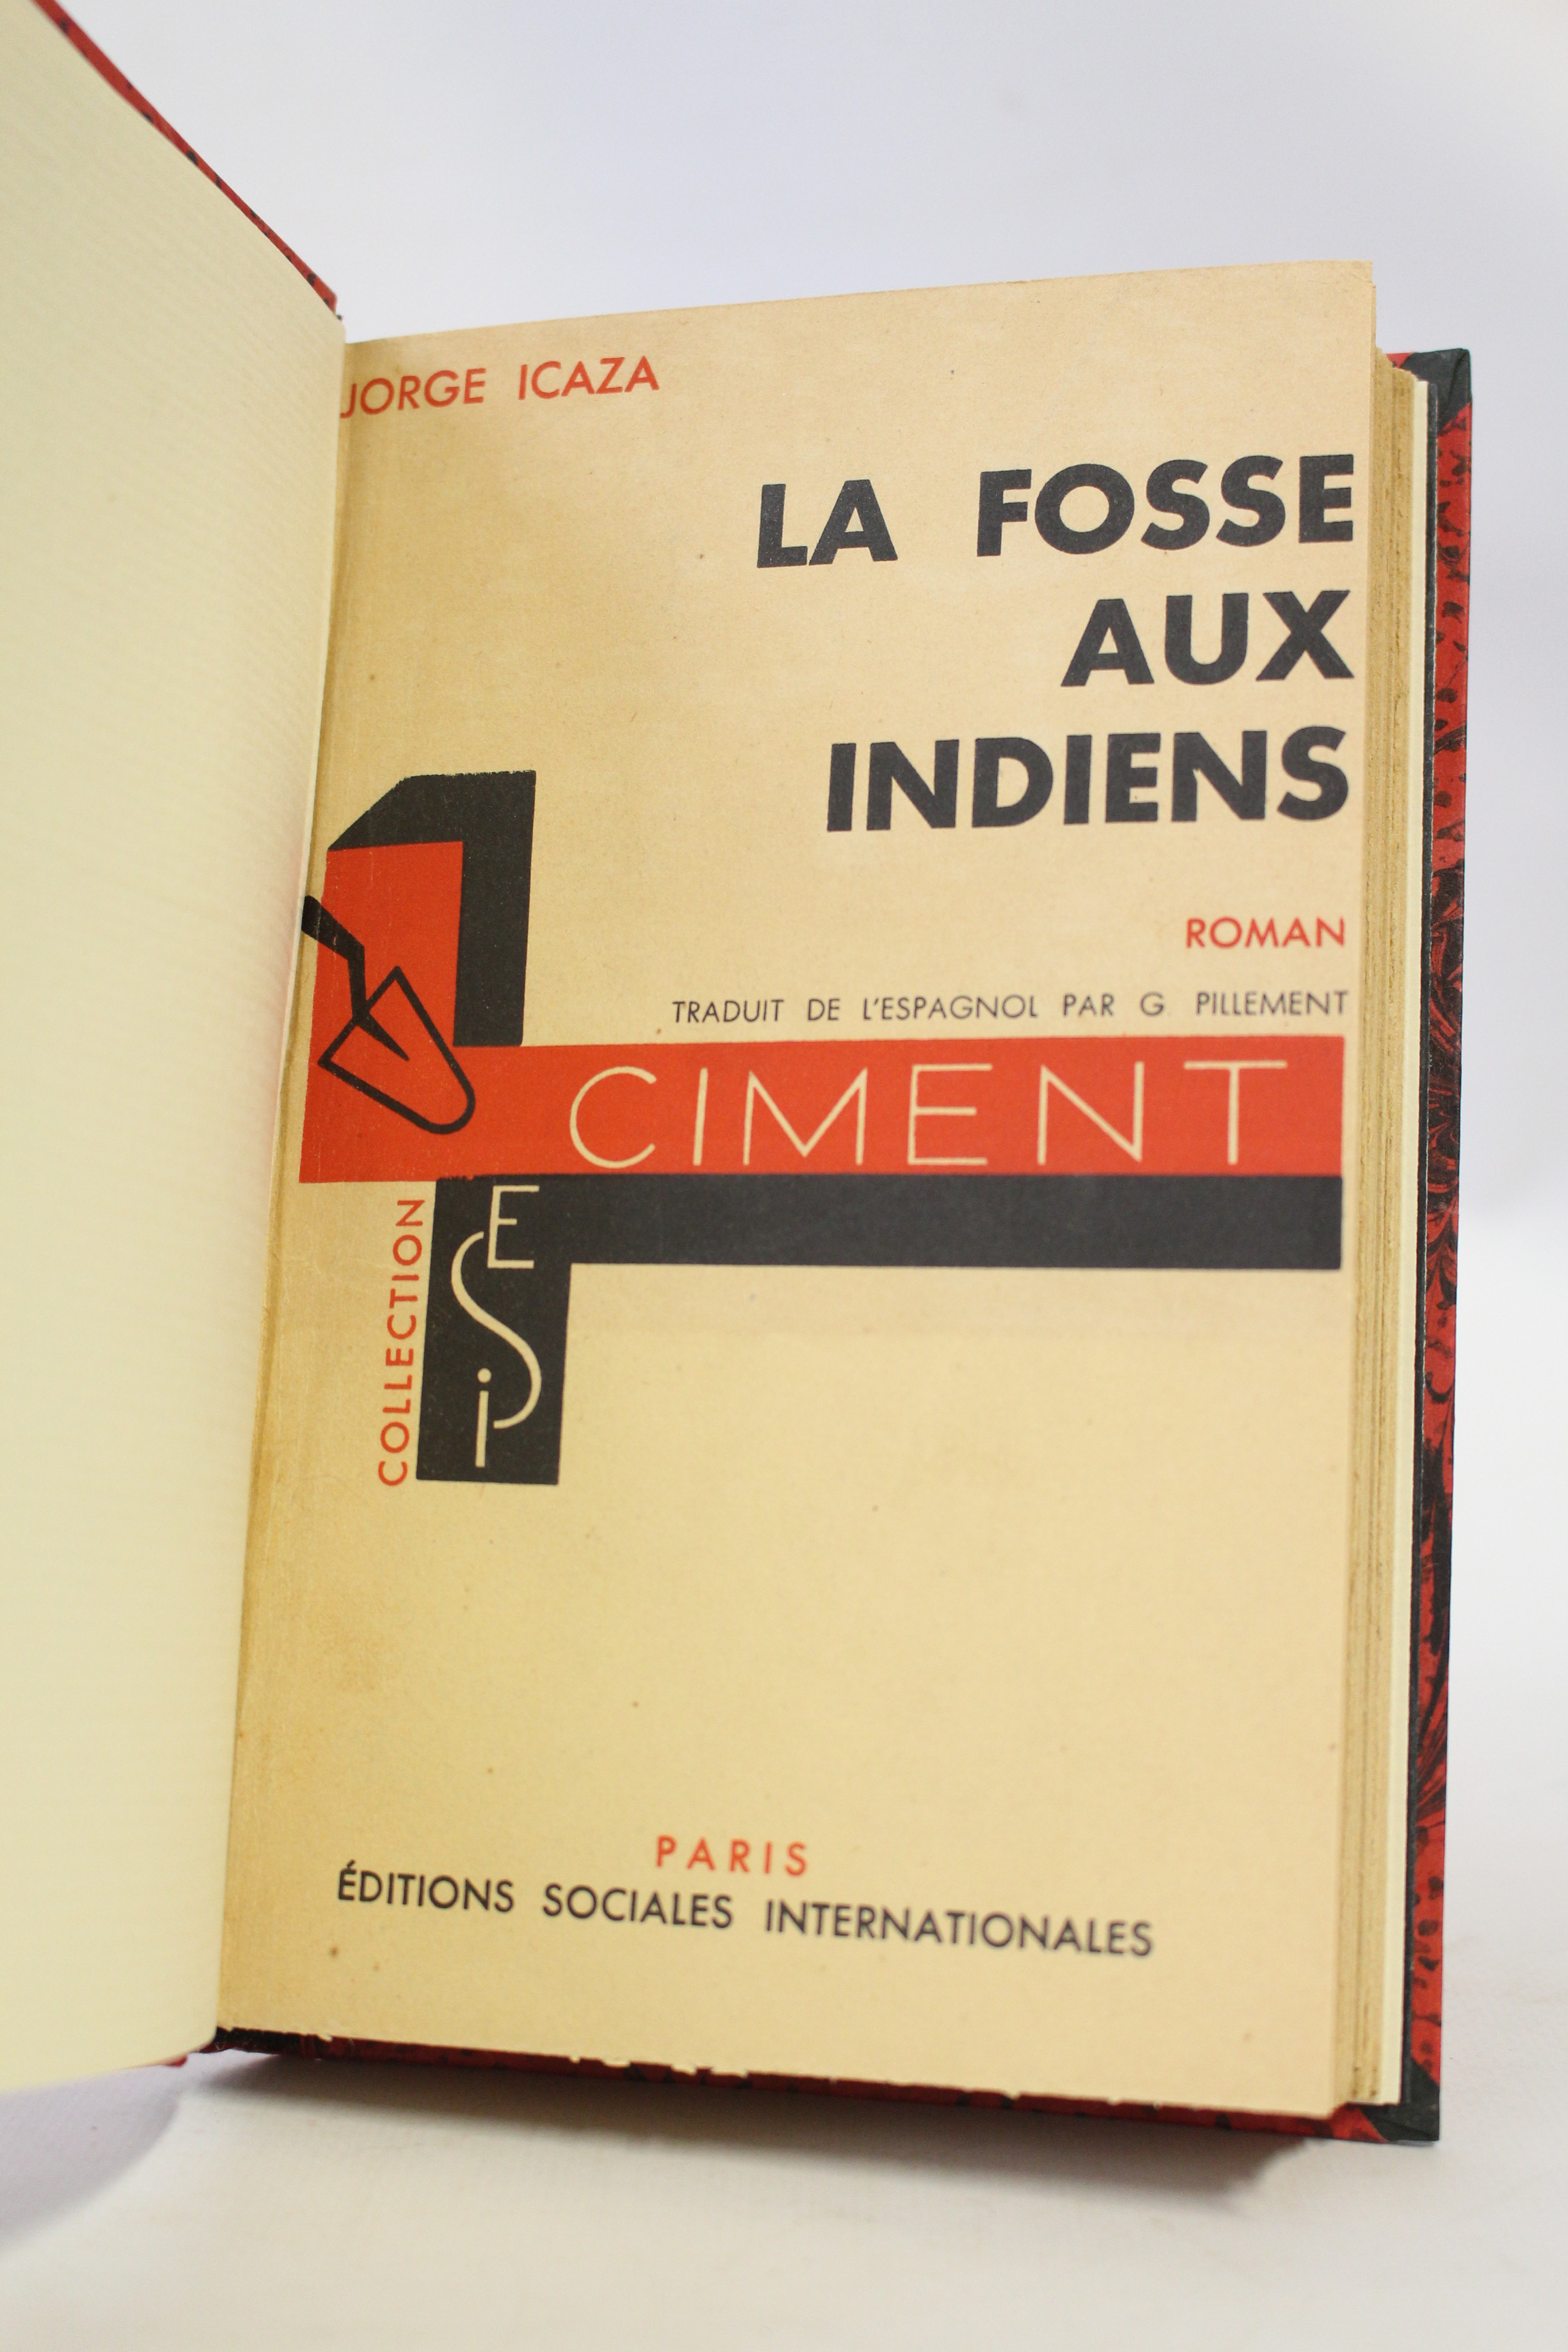 JORGE ICAZA
LA FOSSE
AUX
INDIENS
ROMAN
TRADUIT DE L'ESPAGNOL PAR G PILLEMENT
CIMENT
COLLECTION
ESi
PARIS
ÉDITIONS SOCIALES INTERNATIONALES